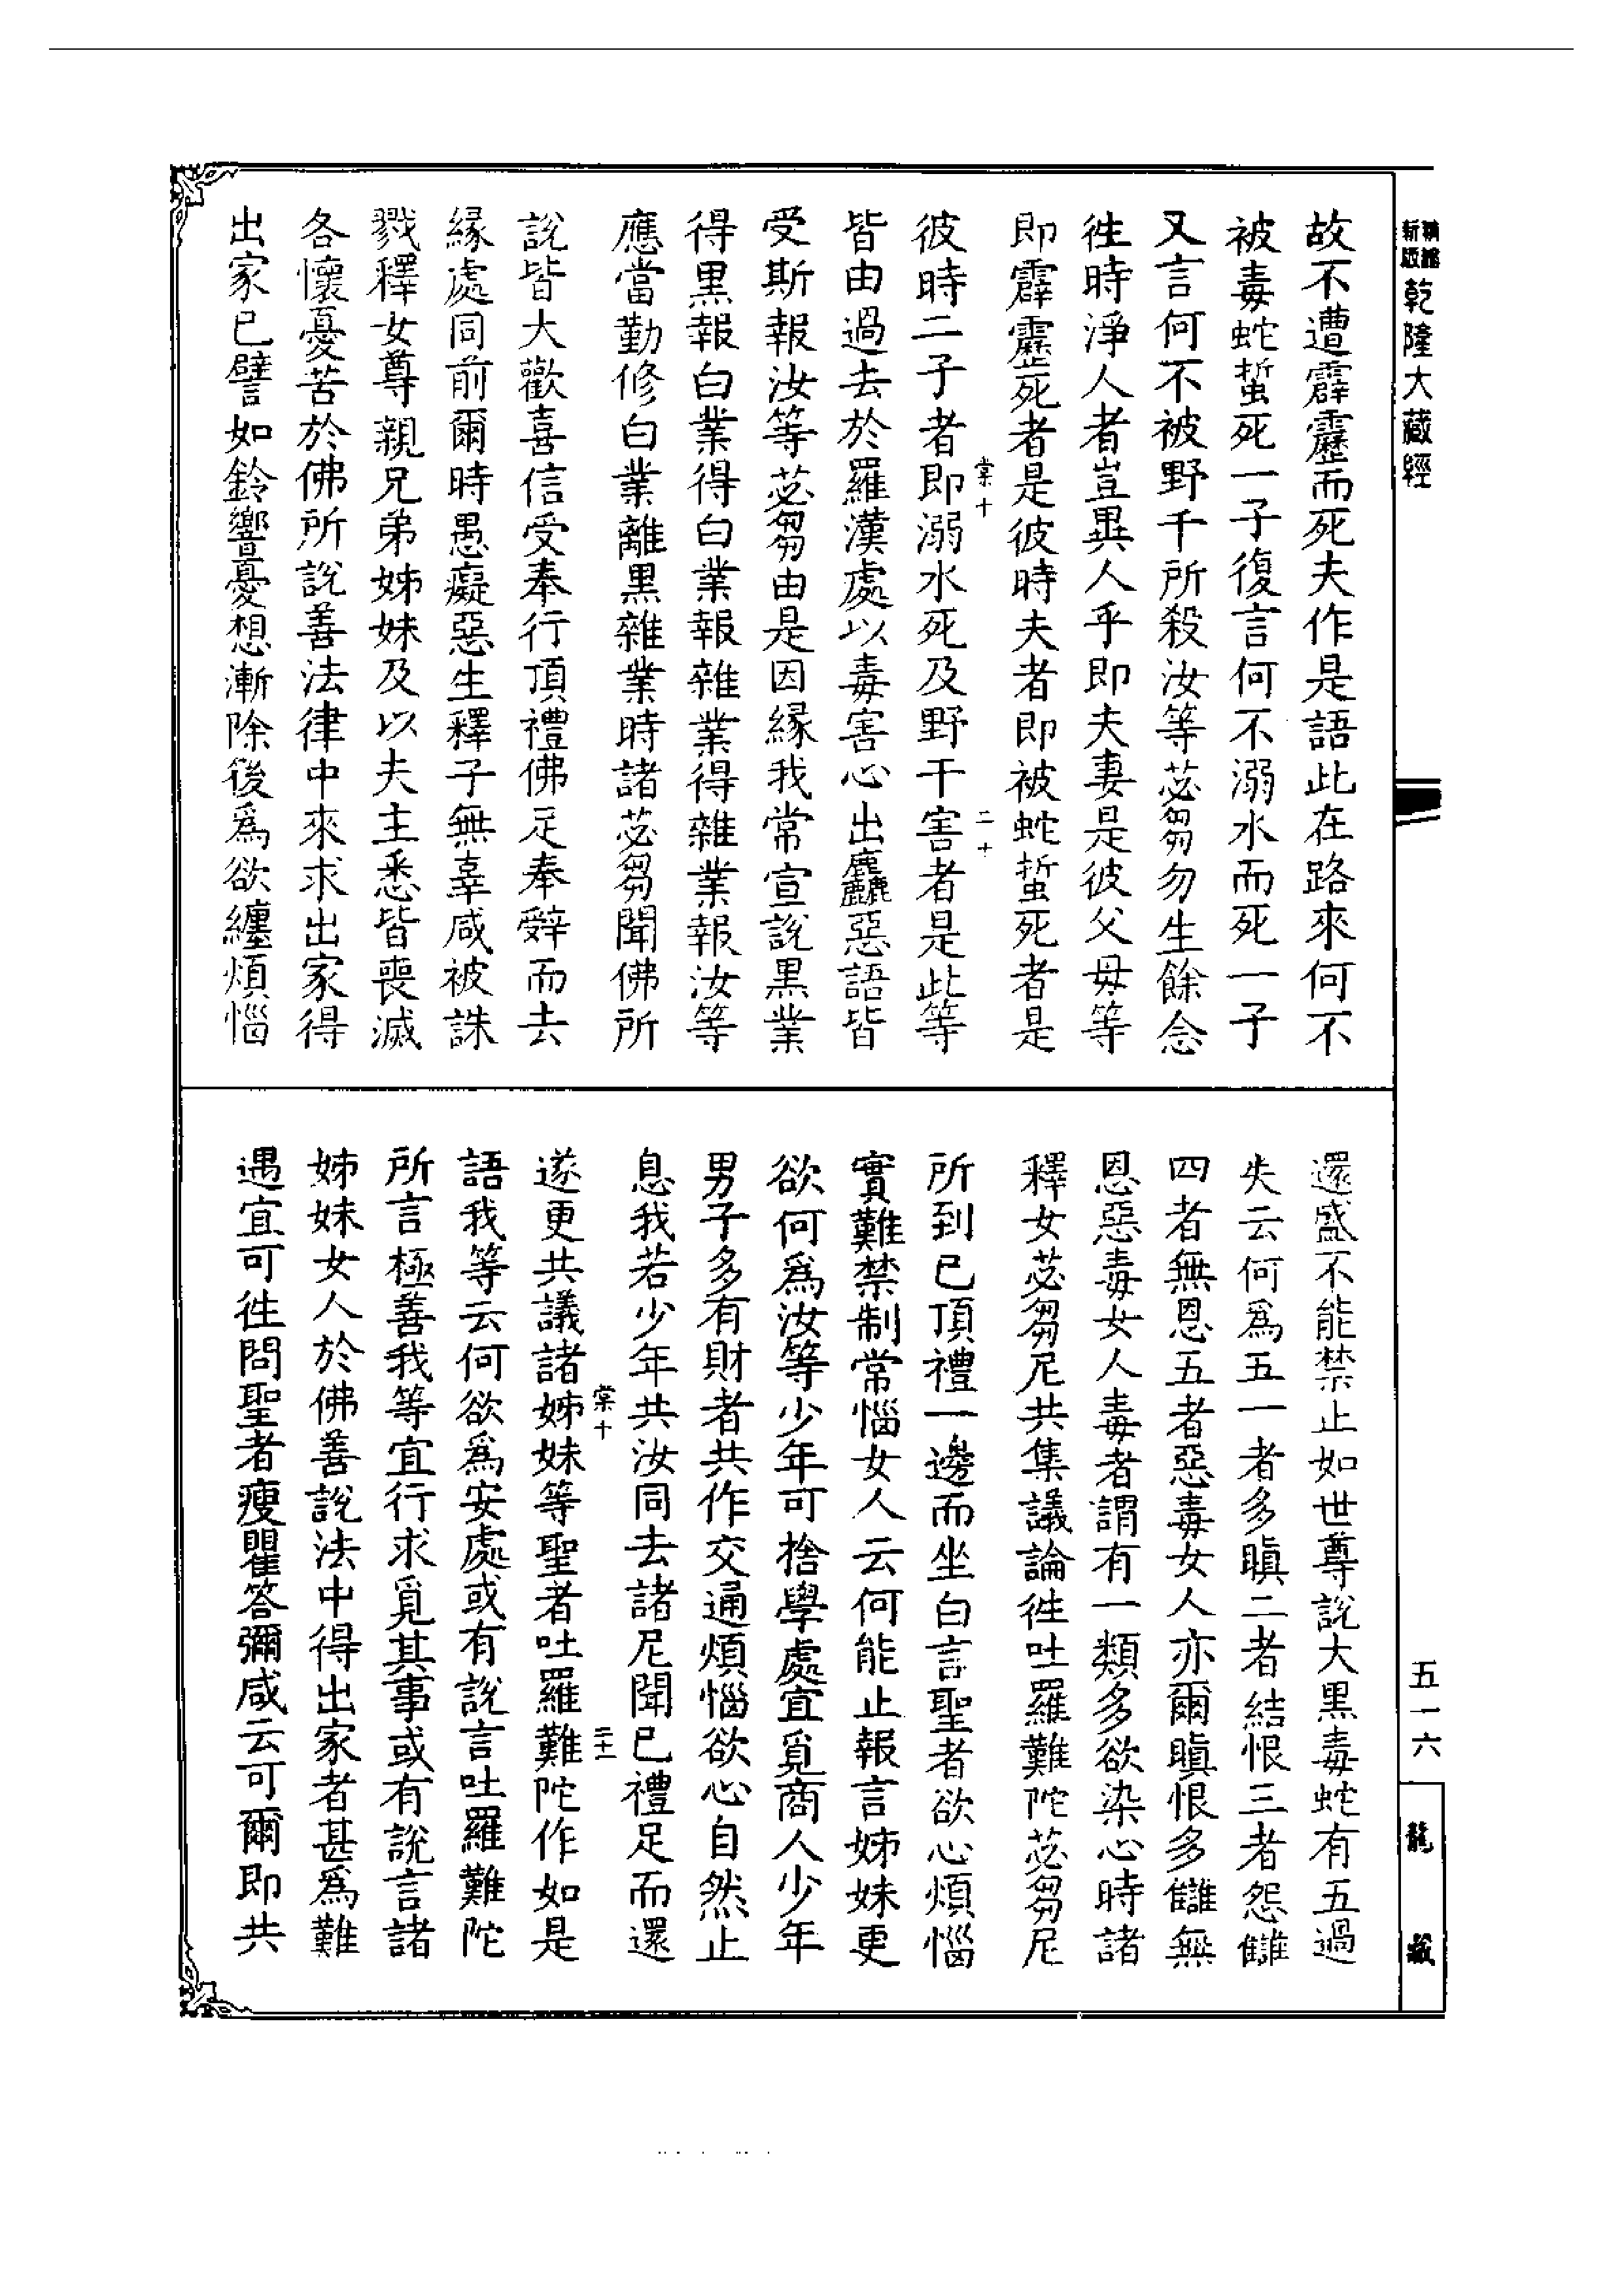 精縮
新版
乾隆大藏經
故不遭霹靂而死夫作是語此在路來何不
被毒蛇蜇死一子復言何不溺水而死一子
又言何不被野干所殺汝等苾芻勿生餘念
徃時淨人者豈異人乎即夫妻是彼父母等
即霹靂死者是彼時夫者即被蛇蜇死者是
彼時二子者即溺水死及野干害者是此等
棠十
二十
皆由過去於羅漢處以毒害心出麤惡語皆
受斯報汝等苾芻由是因緣我常宣說黑業
得黑報白業得白業報雜業得雜業報汝等
應當勤修白業離黑雜業時諸苾芻聞佛所
說皆大歡喜信受奉行頂禮佛足奉辤而去
緣處同前爾時愚癡惡生釋子無辜咸被誅
戮釋女尊親兄弟姊妹及以夫主悉皆喪滅
各懷憂苦於佛所說善法律中來求出家得
出家已譬如鈴響憂想漸除後爲欲纏煩惱
還盛不能禁止如世尊說大黑毒蛇有五過
失云何爲五一者多瞋二者結恨三者怨讎
四者無恩五者惡毒女人亦爾瞋恨多讎無
恩惡毒女人毒者謂有一類多欲染心時諸
釋女苾芻尼共集議論徃吐羅難陀苾芻尼
所到已頂禮一邊而坐白言聖者欲心煩惱
實難禁制常惱女人云何能止報言姊妹更
欲何爲汝等少年可捨學處宜覓商人少年
男子多有財者共作交通煩惱欲心自然止
息我若少年共汝同去諸尼聞已禮足而還
棠十
二十一
遂更共議諸姊妹等聖者吐羅難陀作如是
語我等云何欲爲安處或有說言吐羅難陀
所言極善我等宜行求覓其事或有說言諸
姊妹女人於佛善說法中得出家者甚爲難
遇宜可徃問聖者瘦瞿答彌咸云可爾即共
五一六
龍藏